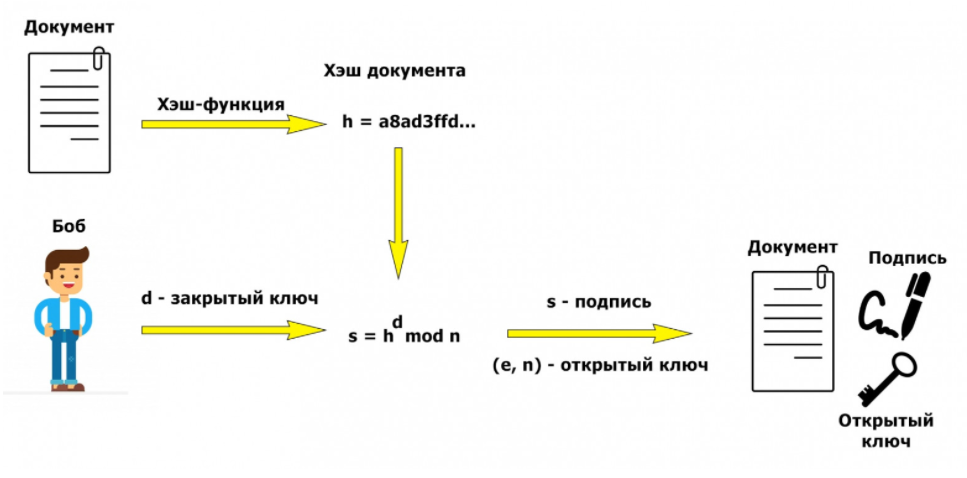 Документ
Хэш документа
Хэш-функция
h = a8ad3ffd...
Боб
d - закрытый ключ
s = h^d mod n
s - подпись
(e, n) - открытый ключ
Документ
Подпись
Открытый
ключ